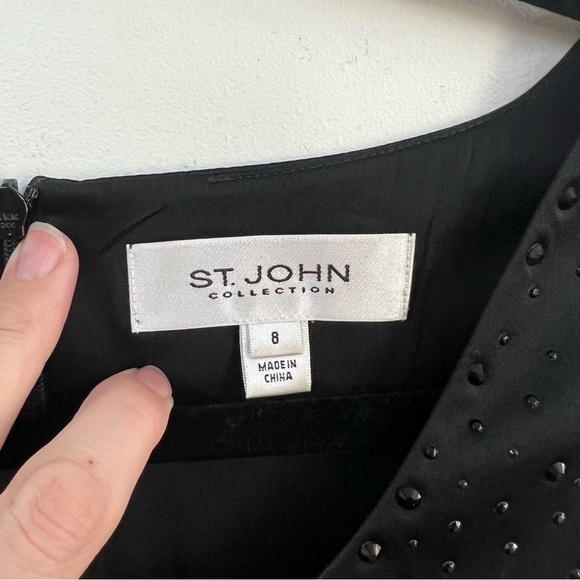 ST. JOHN
COLLECTION
8
MADE IN
CHINA